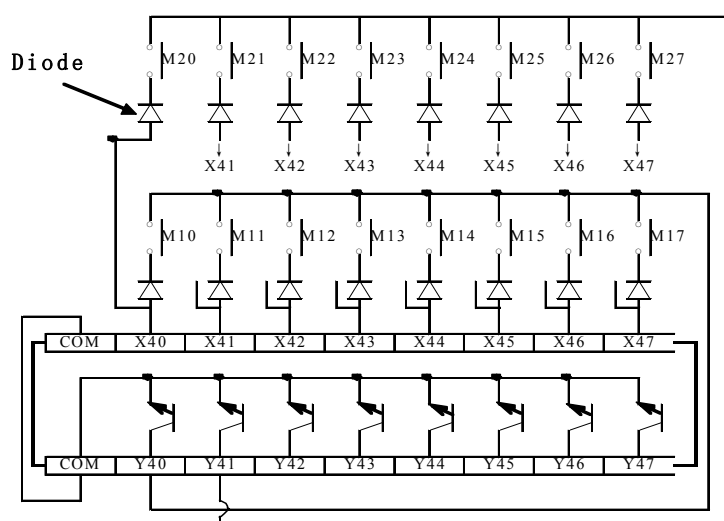 Diode
M20 M21 M22 M23 M24 M25 M26 M27
X41 X42 X43 X44 X45 X46 X47
M10 M11 M12 M13 M14 M15 M16 M17
COM X40 X41 X42 X43 X44 X45 X46 X47
COM Y40 Y41 Y42 Y43 Y44 Y45 Y46 Y47